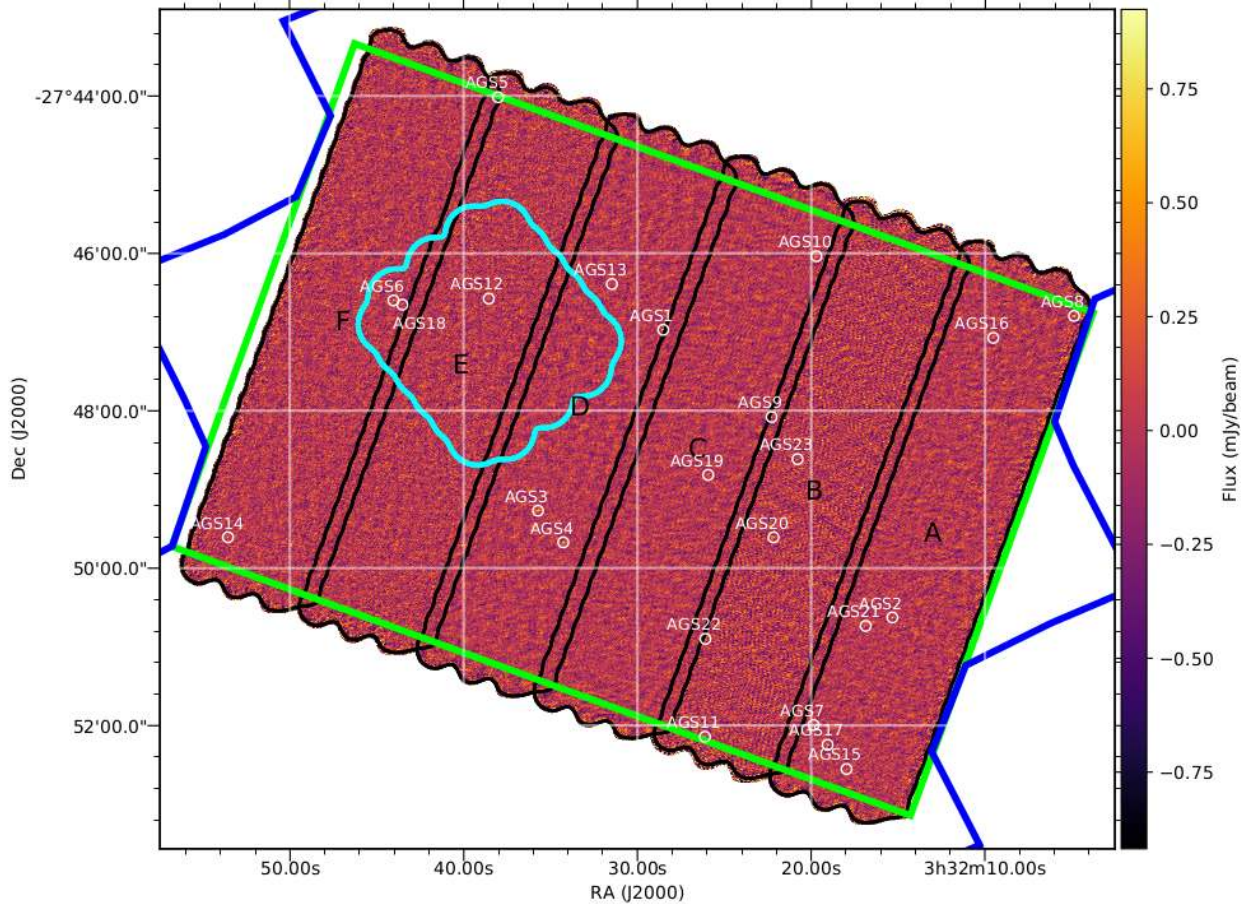 AGS5
-27°44'00.0"
0.75
0.50
AGS10
46'00.0"
AGS13
AGS12
AGS6
0.25
AGS8
AGS1
AGS18
AGS16
F
E
48'00.0"
D
AGS9
0.00
C
AGS23
AGS19
B
AGS3
AGS14
AGS4
AGS20
A
50'00.0"
−0.25
AGS2
AGS21
AGS22
−0.50
AGS7
AGS11
52'00.0"
AGS17
AGS15
−0.75
50.00s
40.00s
30.00s
20.00s
3h32m10.00s
RA (J2000)
Dec (J2000)
Flux (mJy/beam)